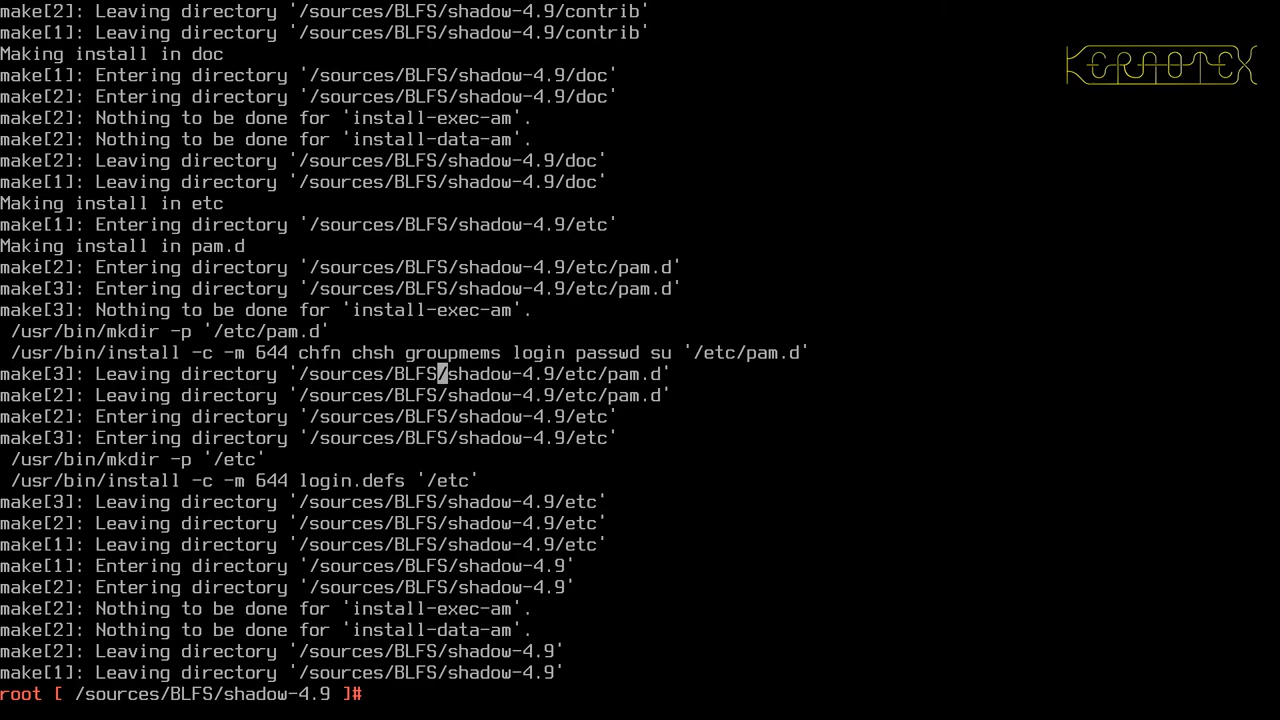 make[2]: Leaving directory '/sources/BLFS/shadow-4.9/contrib'
make[1]: Leaving directory '/sources/BLFS/shadow-4.9/contrib'
Making install in doc
make[1]: Entering directory '/sources/BLFS/shadow-4.9/doc'
make[2]: Entering directory '/sources/BLFS/shadow-4.9/doc'
make[2]: Nothing to be done for 'install-exec-am'.
make[2]: Nothing to be done for 'install-data-am'.
make[2]: Leaving directory '/sources/BLFS/shadow-4.9/doc'
make[1]: Leaving directory '/sources/BLFS/shadow-4.9/doc'
Making install in etc
make[1]: Entering directory '/sources/BLFS/shadow-4.9/etc'
Making install in pam.d
make[2]: Entering directory '/sources/BLFS/shadow-4.9/etc/pam.d'
make[3]: Entering directory '/sources/BLFS/shadow-4.9/etc/pam.d'
make[3]: Nothing to be done for 'install-exec-am'.
 /usr/bin/mkdir -p '/etc/pam.d'
 /usr/bin/install -c -m 644 chfn chsh groupmems login passwd su '/etc/pam.d'
make[3]: Leaving directory '/sources/BLFS/shadow-4.9/etc/pam.d'
make[2]: Leaving directory '/sources/BLFS/shadow-4.9/etc/pam.d'
make[2]: Entering directory '/sources/BLFS/shadow-4.9/etc'
make[3]: Entering directory '/sources/BLFS/shadow-4.9/etc'
 /usr/bin/mkdir -p '/etc'
 /usr/bin/install -c -m 644 login.defs '/etc'
make[3]: Leaving directory '/sources/BLFS/shadow-4.9/etc'
make[2]: Leaving directory '/sources/BLFS/shadow-4.9/etc'
make[1]: Leaving directory '/sources/BLFS/shadow-4.9/etc'
make[1]: Entering directory '/sources/BLFS/shadow-4.9'
make[2]: Entering directory '/sources/BLFS/shadow-4.9'
make[2]: Nothing to be done for 'install-exec-am'.
make[2]: Nothing to be done for 'install-data-am'.
make[2]: Leaving directory '/sources/BLFS/shadow-4.9'
make[1]: Leaving directory '/sources/BLFS/shadow-4.9'
root [ /sources/BLFS/shadow-4.9 ]#